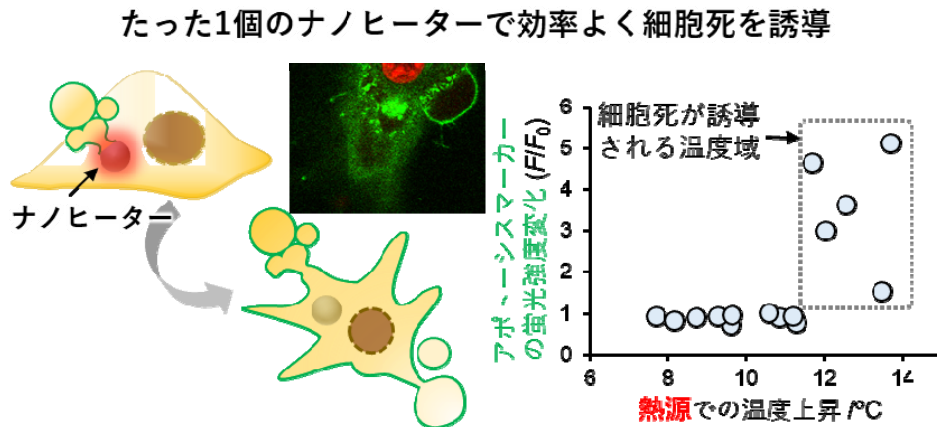 たった1個のナノヒーターで効率よく細胞死を誘導
ナノヒーター
アポトーシスマーカー
の蛍光強度変化 (F/F0)
細胞死が誘導
される温度域
6
5
4
3
2
1
0
6
8
10
12
14
熱源での温度上昇 /°C